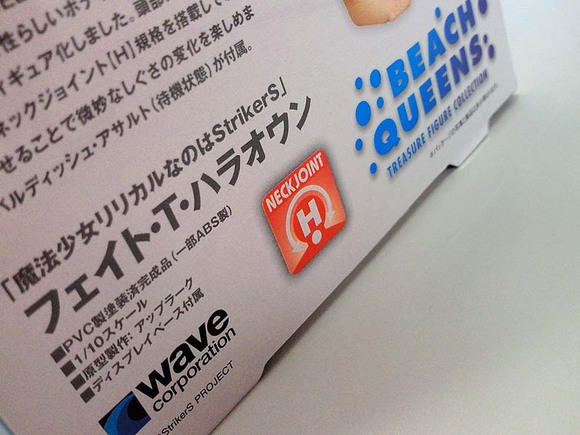 性らしいボデ
ィギュア化しました。頭部
ネックジョイント[H]規格を搭載して
せることで微妙なしぐさの変化を楽しめま
ルディッシュ・アサルト(待機状態)が付属。
「魔法少女リリカルなのはStrikerS」
フェイト・T・ハラオウン
■PVC製塗装済完成品(一部ABS製)
■1/10スケール
■原型製作:アップラーク
■ディスプレイベース付属
NECK JOINT
H
BEACH
QUEENS
TREASURE FIGURE COLLECTION
wave
corporation
StrikerS PROJECT